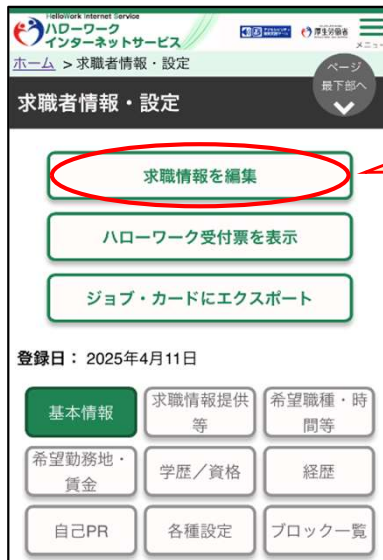 HelloWork Internet Service
ハローワーク
インターネットサービス
厚生労働省
メニュー
ホーム > 求職者情報・設定
ページ
最下部へ
求職者情報・設定
求職情報を編集
ハローワーク受付票を表示
ジョブ・カードにエクスポート
登録日： 2025年4月11日
基本情報
求職情報提供
等
希望職種・時
間等
希望勤務地・
賃金
学歴／資格
経歴
自己PR
各種設定
ブロック一覧